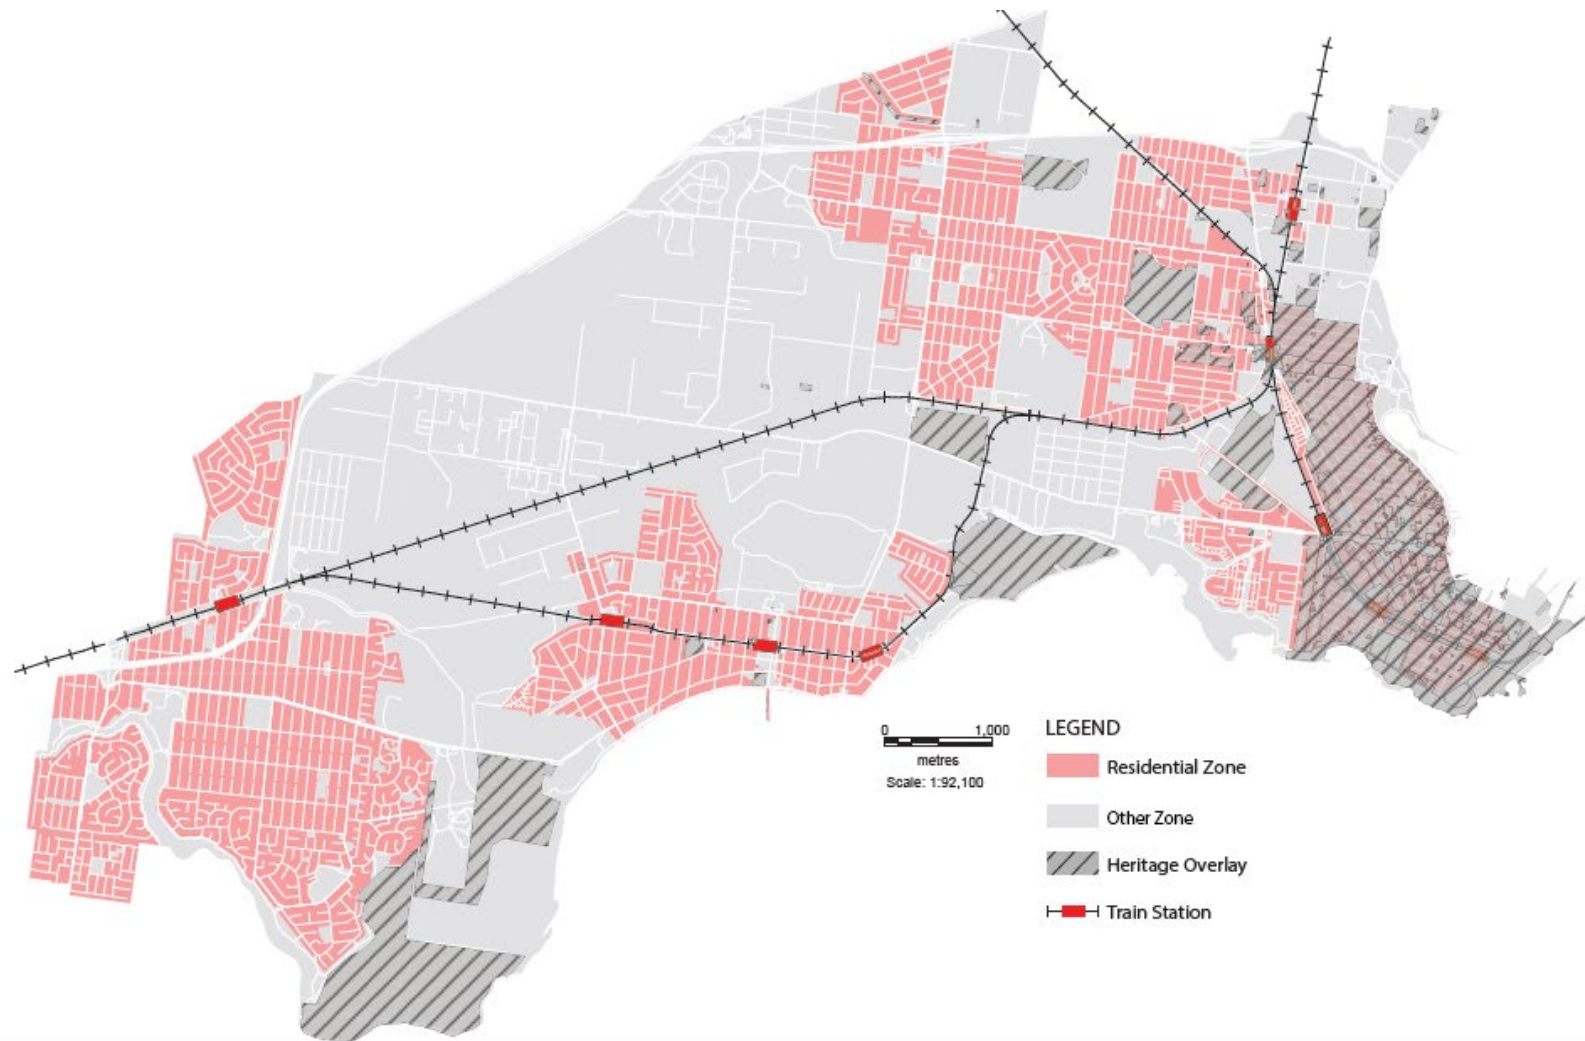 0 1,000
metres
Scale: 1:92,100
LEGEND
Residential Zone
Other Zone
Heritage Overlay
Train Station